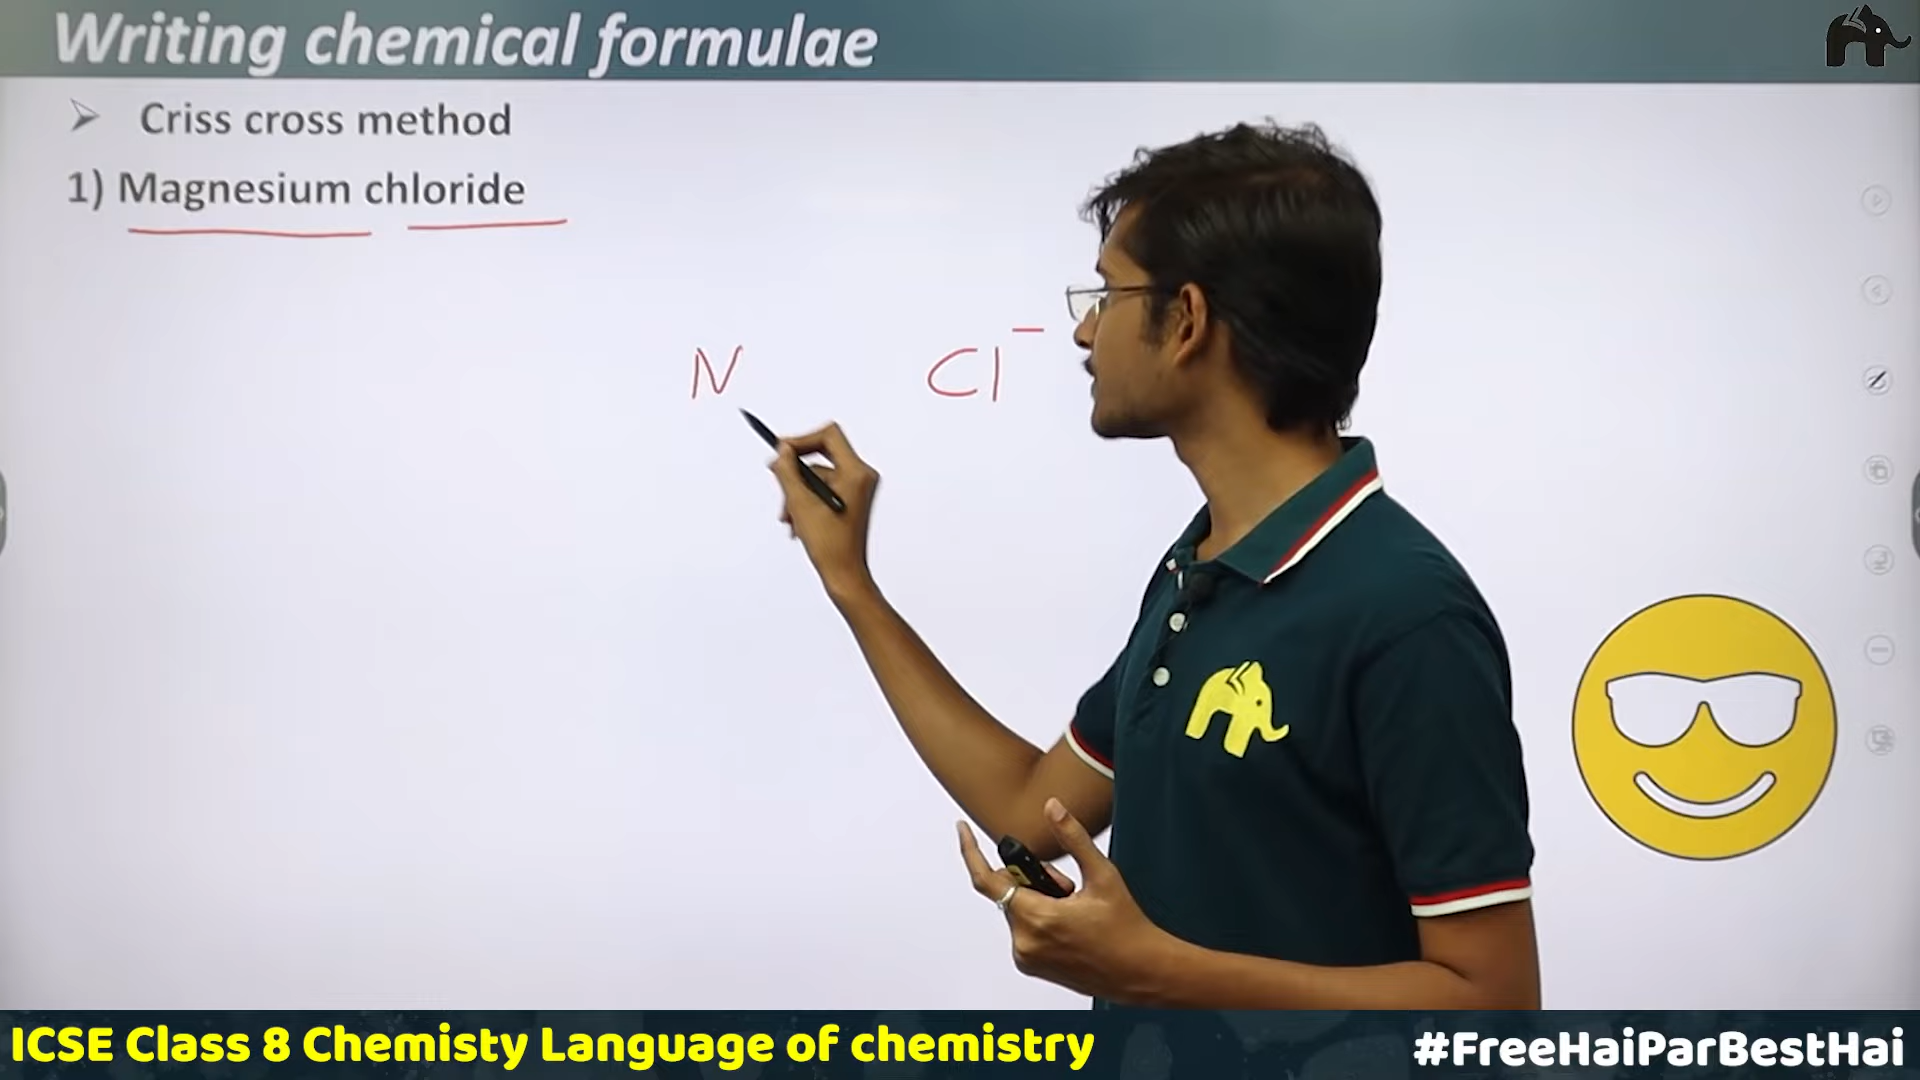 Writing chemical formulae
➢ Criss cross method
1) Magnesium chloride
N Cl⁻
ICSE Class 8 Chemisty Language of chemistry
#FreeHaiParBestHai